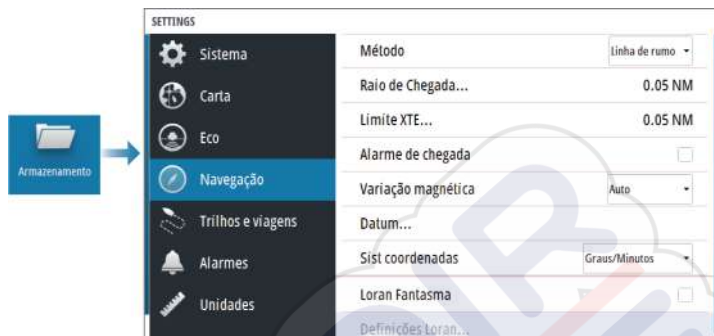 SETTINGS
Armazenamento
Sistema
Carta
Eco
Navegação
Trilhos e viagens
Alarmes
Unidades
Método Linha de rumo
Raio de Chegada... 0.05 NM
Limite XTE... 0.05 NM
Alarme de chegada
Variação magnética Auto
Datum...
Sist coordenadas Graus/Minutos
Loran Fantasma
Definições Loran...